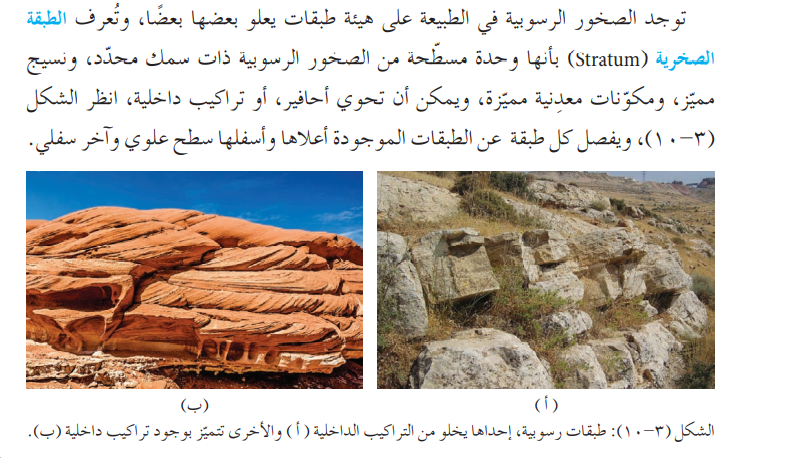 توجد الصخور الرسوبية في الطبيعة على هيئة طبقات يعلو بعضها بعضًا، وتُعرف الطبقة
الصخرية (Stratum) بأنها وحدة مسطّحة من الصخور الرسوبية ذات سمك محدّد، ونسيج
مميّز، ومكوّنات معدِنية مميّزة، ويمكن أن تحوي أحافير، أو تراكيب داخلية، انظر الشكل
(٣-١٠)، ويفصل كل طبقة عن الطبقات الموجودة أعلاها وأسفلها سطح علوي وآخر سفلي.
(أ)
(ب)
الشكل (٣-١٠): طبقات رسوبية، إحداها يخلو من التراكيب الداخلية (أ) والأخرى تتميّز بوجود تراكيب داخلية (ب).